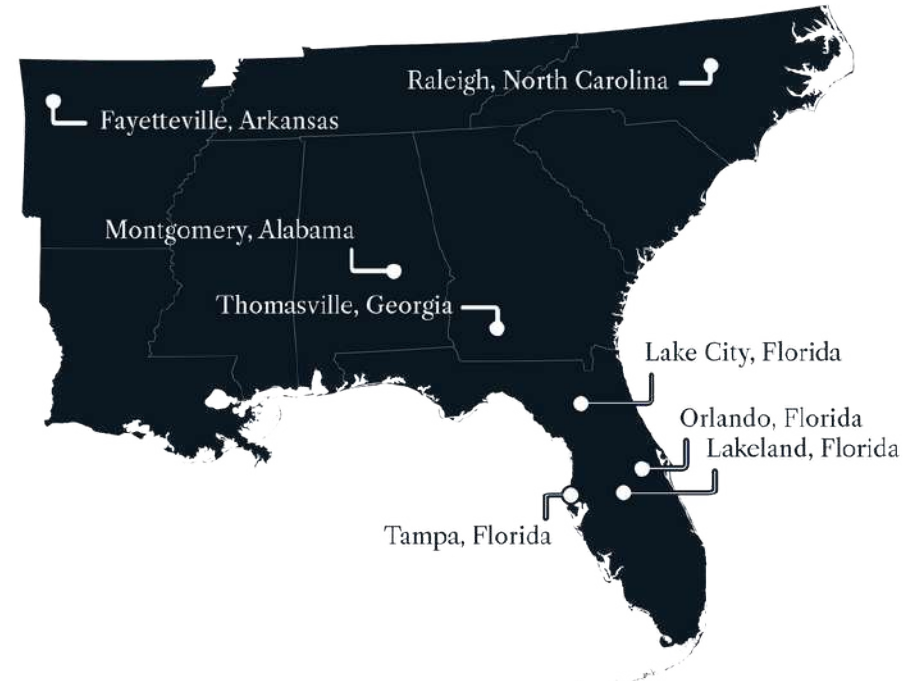 Raleigh, North Carolina
Fayetteville, Arkansas
Montgomery, Alabama
Thomasville, Georgia
Lake City, Florida
Orlando, Florida
Lakeland, Florida
Tampa, Florida